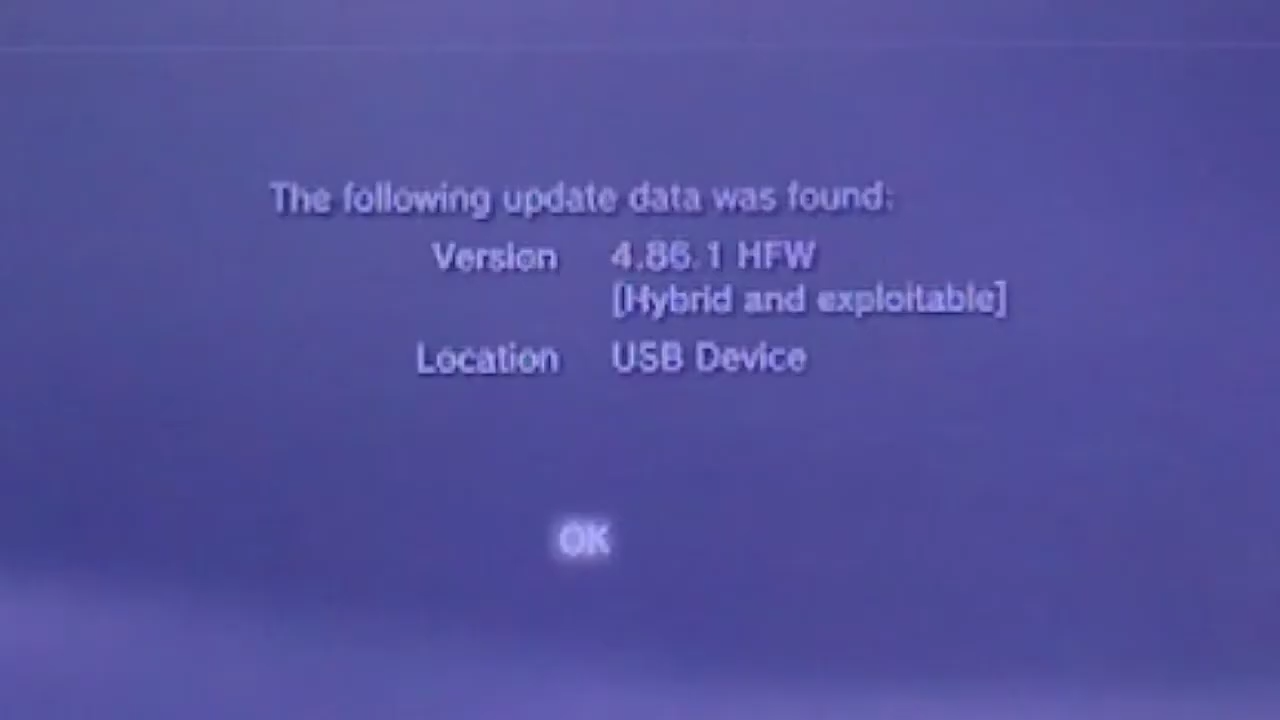 The following update data was found:
Version 4.86.1 HFW
[Hybrid and exploitable]
Location USB Device
OK